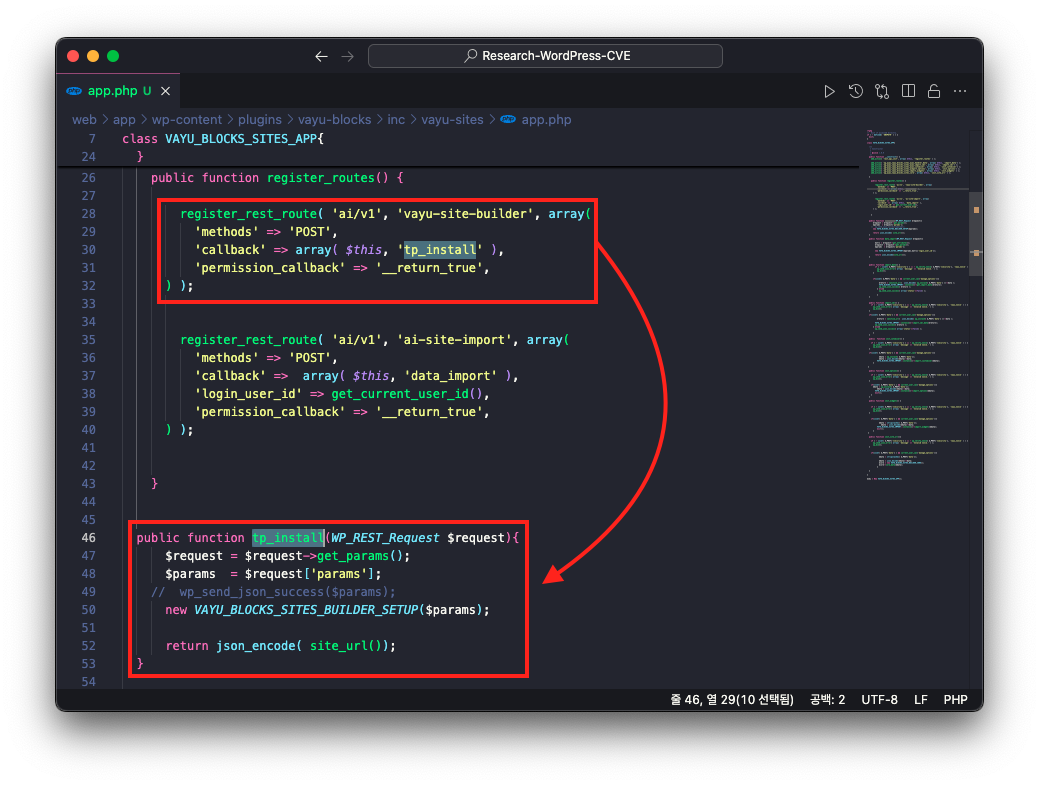 Research-WordPress-CVE
php app.php U
web > app > wp-content > plugins > vayu-blocks > inc > vayu-sites > php app.php
7 class VAYU_BLOCKS_SITES_APP{
24 }
26 public function register_routes() {
27
28 register_rest_route( 'ai/v1', 'vayu-site-builder', array(
29 'methods' => 'POST',
30 'callback' => array( $this, 'tp_install' ),
31 'permission_callback' => '__return_true',
32 ) );
33
34
35 register_rest_route( 'ai/v1', 'ai-site-import', array(
36 'methods' => 'POST',
37 'callback' =>  array( $this, 'data_import' ),
38 'login_user_id' => get_current_user_id(),
39 'permission_callback' => '__return_true',
40 ) );
41
42
43 }
44
45
46 public function tp_install(WP_REST_Request $request){
47 $request = $request->get_params();
48 $params  = $request['params'];
49 //  wp_send_json_success($params);
50 new VAYU_BLOCKS_SITES_BUILDER_SETUP($params);
51
52 return json_encode( site_url());
53 }
54
줄 46, 열 29(10 선택됨) 공백: 2 UTF-8 LF PHP